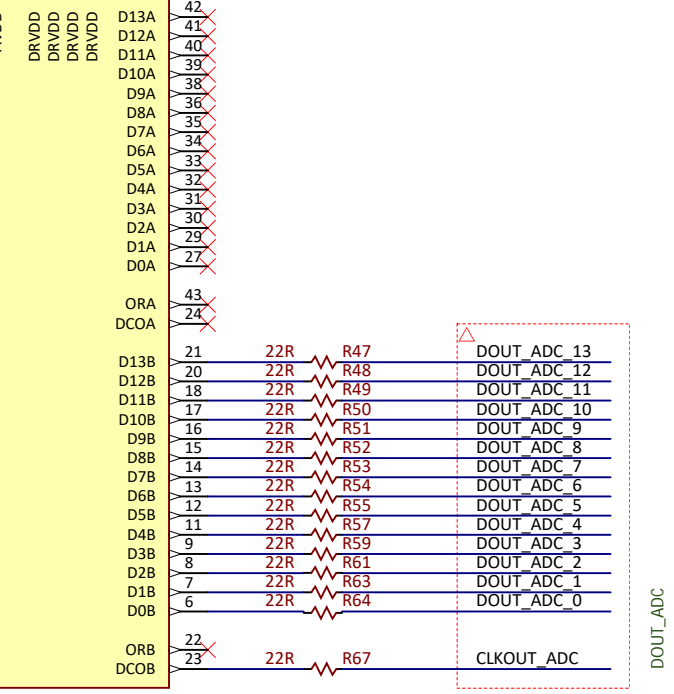 DRVDD
DRVDD
DRVDD
DRVDD
D13A 42
D12A 41
D11A 40
D10A 39
D9A 38
D8A 36
D7A 35
D6A 34
D5A 33
D4A 32
D3A 31
D2A 30
D1A 29
D0A 27
ORA 43
DCOA 24
D13B 21 22R R47 DOUT_ADC_13
D12B 20 22R R48 DOUT_ADC_12
D11B 18 22R R49 DOUT_ADC_11
D10B 17 22R R50 DOUT_ADC_10
D9B 16 22R R51 DOUT_ADC_9
D8B 15 22R R52 DOUT_ADC_8
D7B 14 22R R53 DOUT_ADC_7
D6B 13 22R R54 DOUT_ADC_6
D5B 12 22R R55 DOUT_ADC_5
D4B 11 22R R57 DOUT_ADC_4
D3B 9 22R R59 DOUT_ADC_3
D2B 8 22R R61 DOUT_ADC_2
D1B 7 22R R63 DOUT_ADC_1
D0B 6 22R R64 DOUT_ADC_0
ORB 22
DCOB 23 22R R67 CLKOUT_ADC
DOUT_ADC